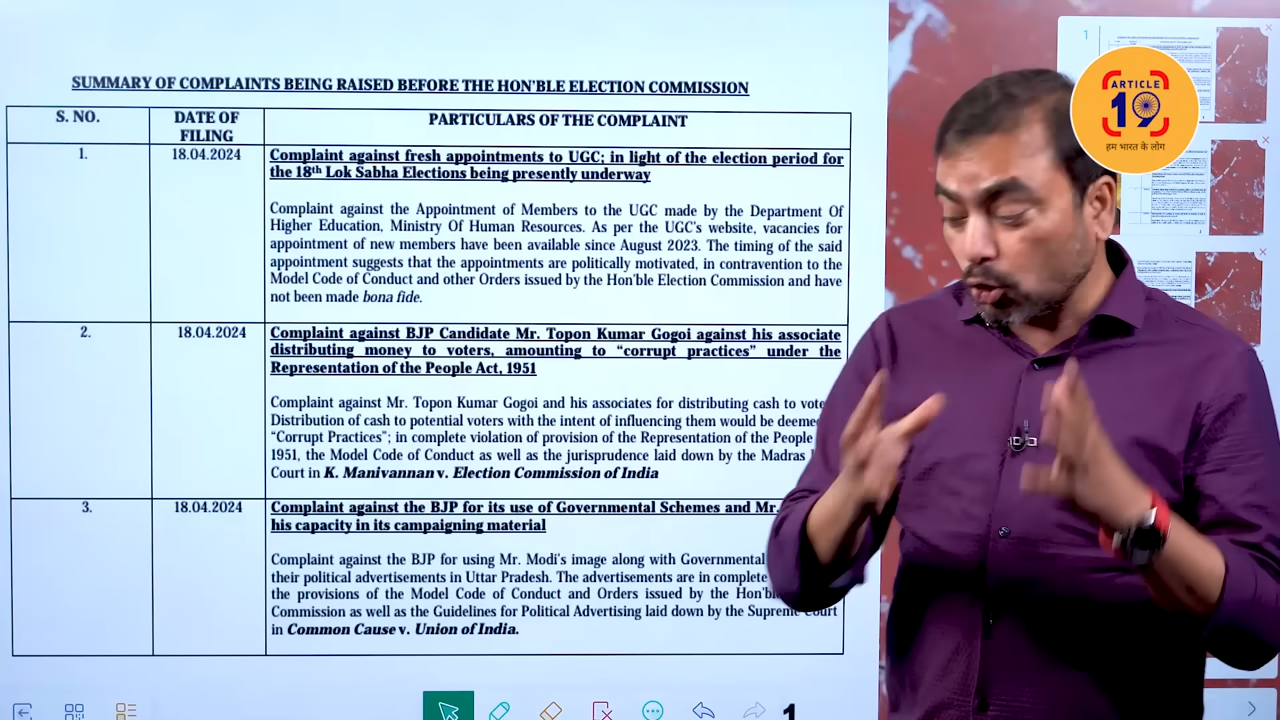 SUMMARY OF COMPLAINTS BEING RAISED BEFORE THE HON'BLE ELECTION COMMISSION
S. NO.
DATE OF
FILING
PARTICULARS OF THE COMPLAINT
1.
18.04.2024
Complaint against fresh appointments to UGC; in light of the election period for
the 18th Lok Sabha Elections being presently underway
Complaint against the Appointment of Members to the UGC made by the Department Of
Higher Education, Ministry of Human Resources. As per the UGC's website, vacancies for
appointment of new members have been available since August 2023. The timing of the said
appointment suggests that the appointments are politically motivated, in contravention to the
Model Code of Conduct and other Orders issued by the Hon'ble Election Commission and have
not been made bona fide.
2.
18.04.2024
Complaint against BJP Candidate Mr. Topon Kumar Gogoi against his associate
distributing money to voters, amounting to “corrupt practices” under the
Representation of the People Act, 1951
Complaint against Mr. Topon Kumar Gogoi and his associates for distributing cash to
Distribution of cash to potential voters with the intent of influencing them would be deemed
“Corrupt Practices”; in complete violation of provision of the Representation of the People
1951, the Model Code of Conduct as well as the jurisprudence laid down by the Madras
Court in K. Manivannan v. Election Commission of India
3.
18.04.2024
Complaint against the BJP for its use of Governmental Schemes and Mr.
his capacity in its campaigning material
Complaint against the BJP for using Mr. Modi's image along with Governmental
their political advertisements in Uttar Pradesh. The advertisements are in complete
the provisions of the Model Code of Conduct and Orders issued by the Hon'ble
Commission as well as the Guidelines for Political Advertising laid down by the Supreme Court
in Common Cause v. Union of India.
1
1
ARTICLE
19
हम भारत के लोग